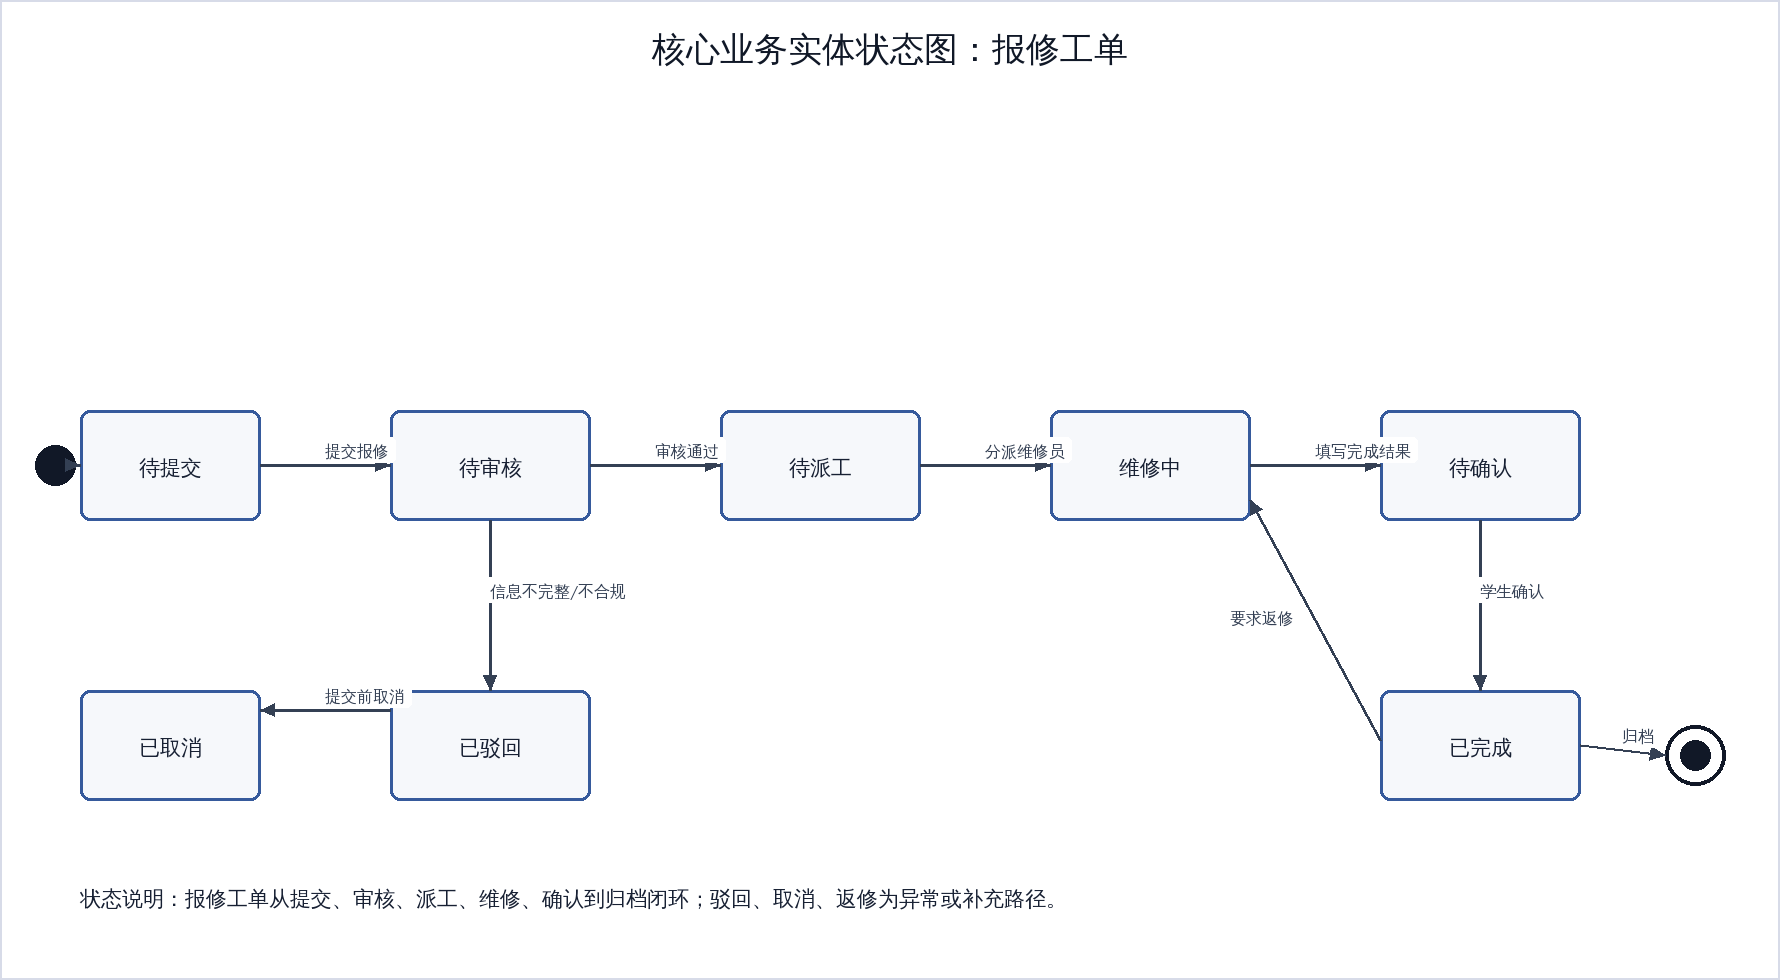 核心业务实体状态图：报修工单
待提交
提交报修
待审核
审核通过
待派工
分派维修员
维修中
填写完成结果
待确认
信息不完整/不合规
学生确认
要求返修
已取消
提交前取消
已驳回
已完成
归档
状态说明：报修工单从提交、审核、派工、维修、确认到归档闭环；驳回、取消、返修为异常或补充路径。